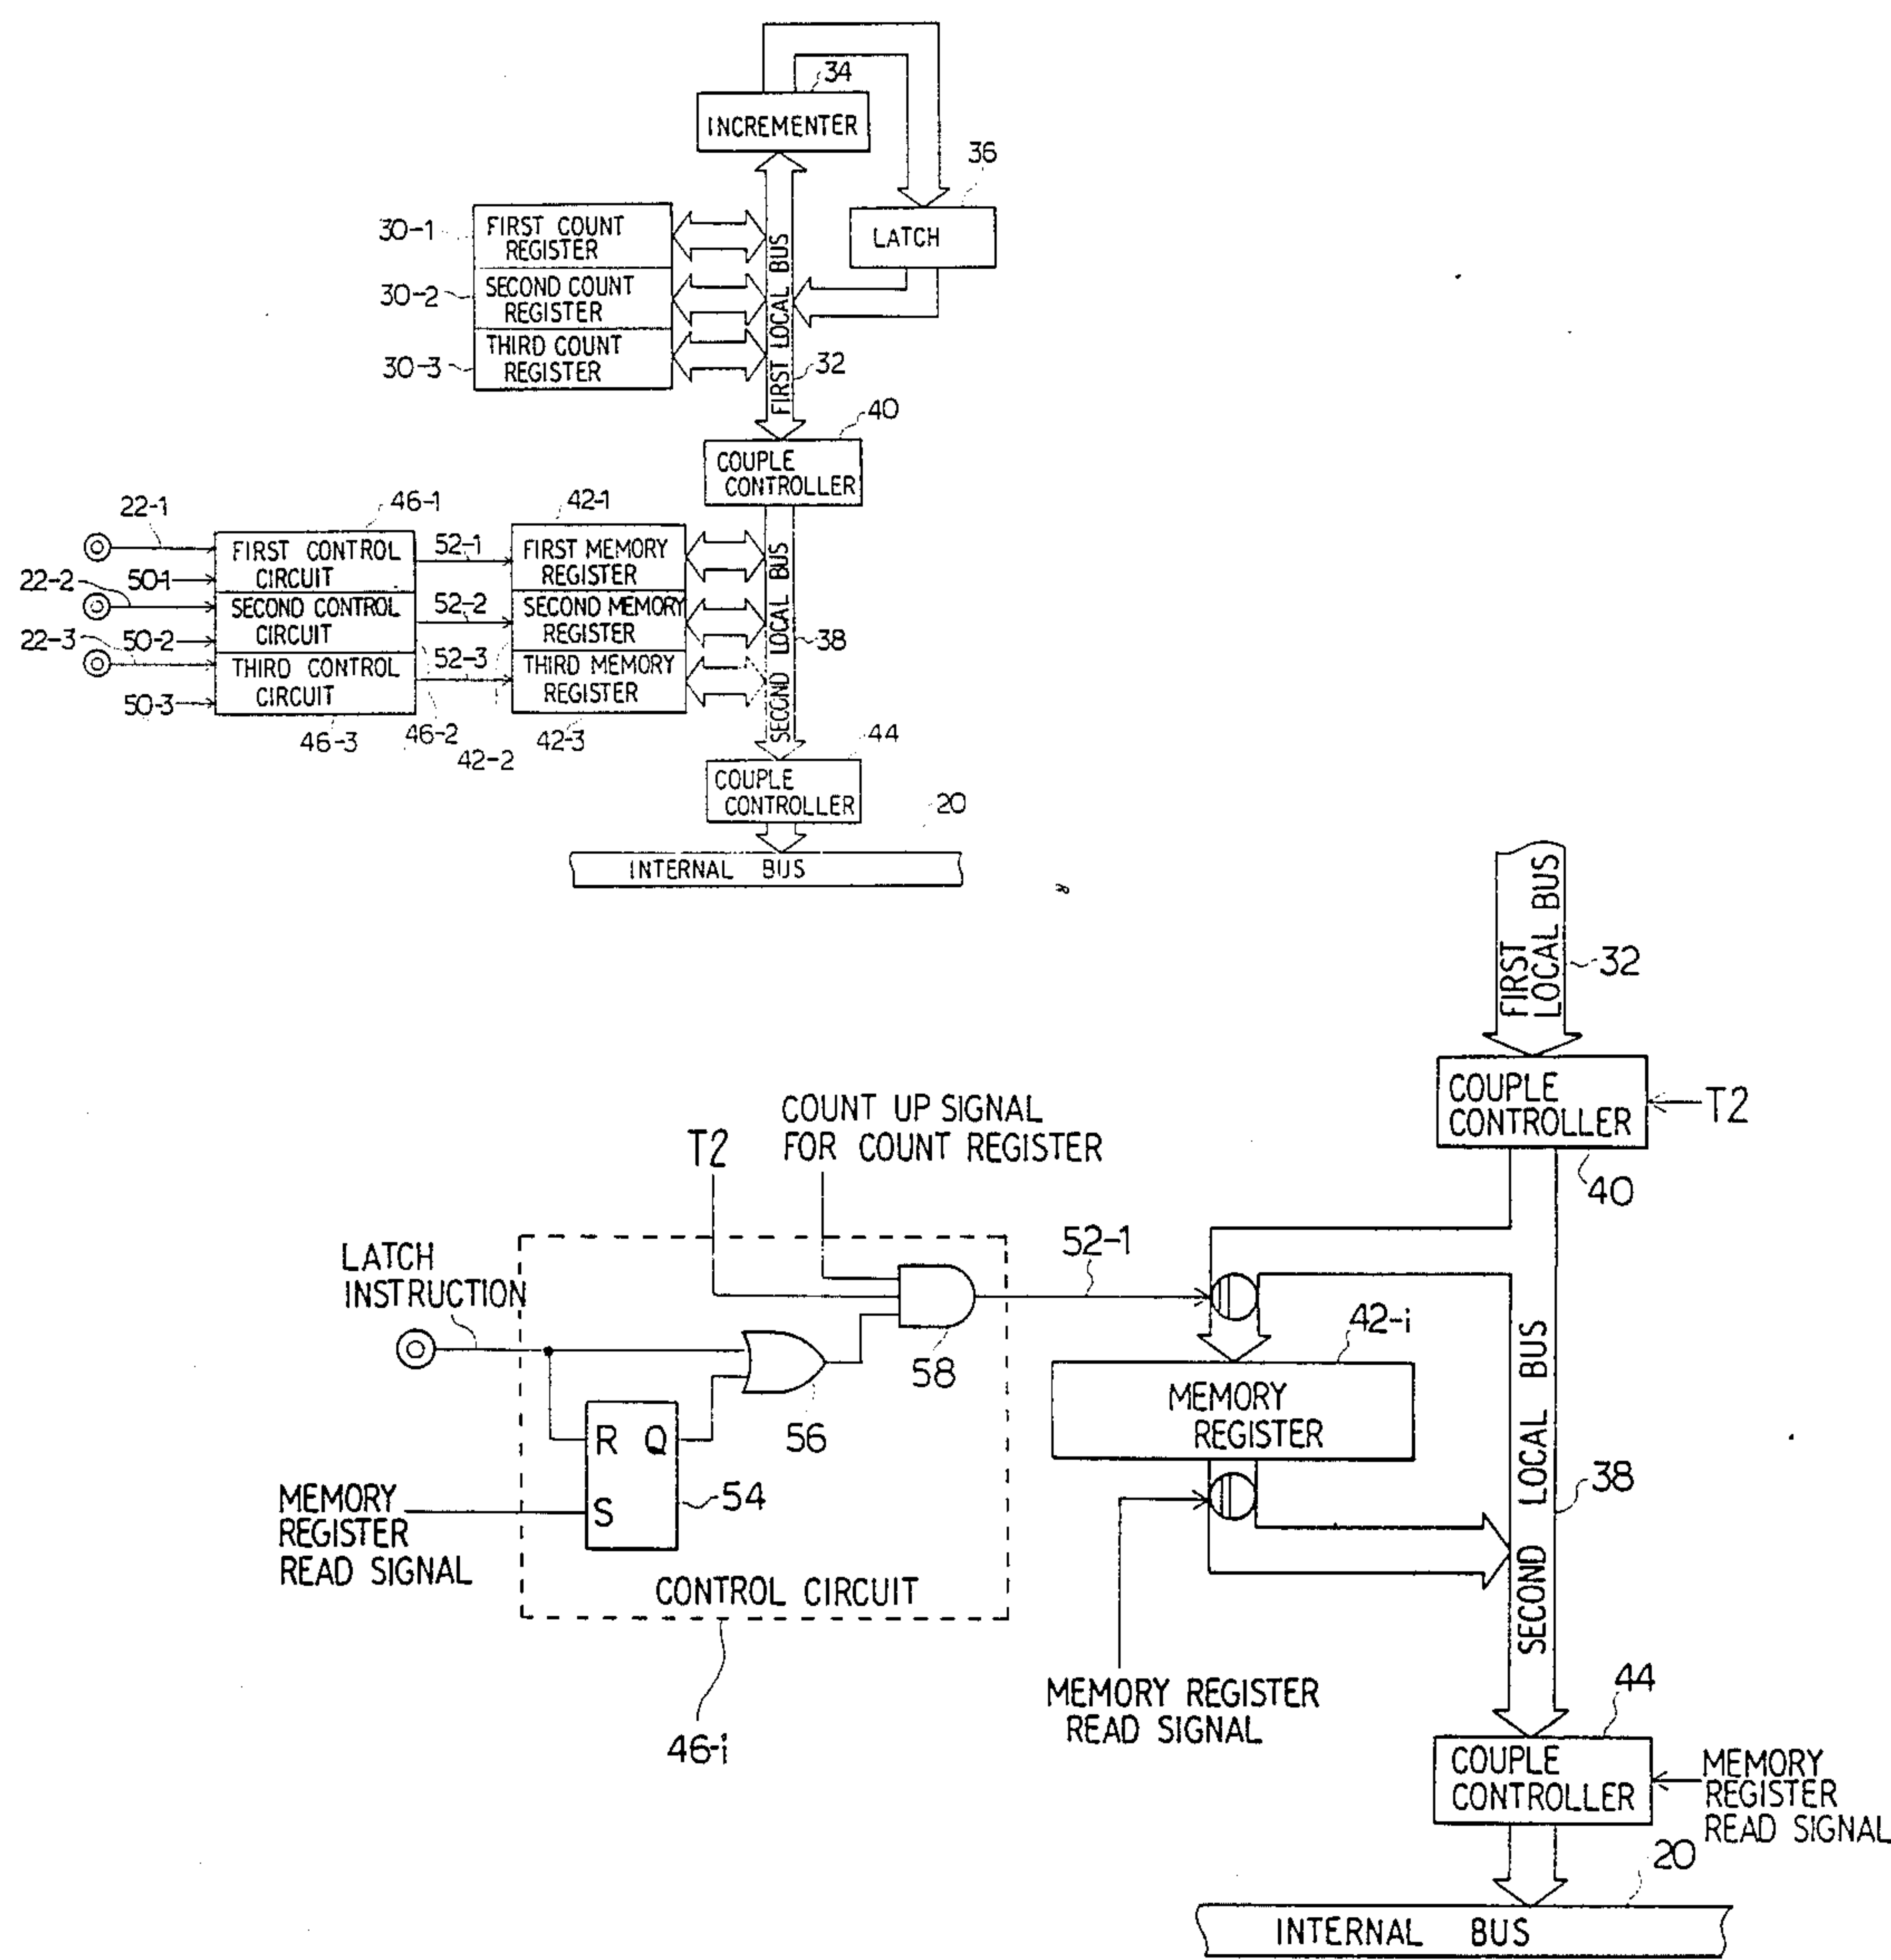 34
INCREMENTER
36
LATCH
30-1
FIRST COUNT
REGISTER
30-2
SECOND COUNT
REGISTER
30-3
THIRD COUNT
REGISTER
FIRST LOCAL BUS
32
40
COUPLE
CONTROLLER
22-1
46-1
42-1
FIRST CONTROL
CIRCUIT
52-1
FIRST MEMORY
REGISTER
50-1
22-2
SECOND CONTROL
CIRCUIT
52-2
SECOND MEMORY
REGISTER
50-2
22-3
THIRD CONTROL
CIRCUIT
52-3
THIRD MEMORY
REGISTER
50-3
46-3
46-2
42-2
42-3
SECOND LOCAL BUS
38
44
COUPLE
CONTROLLER
20
INTERNAL BUS
FIRST
LOCAL BUS
32
COUPLE
CONTROLLER
T2
40
COUNT UP SIGNAL
FOR COUNT REGISTER
T2
LATCH
INSTRUCTION
52-1
58
56
R Q
S
54
MEMORY
REGISTER
READ SIGNAL
CONTROL CIRCUIT
46-i
42-i
MEMORY
REGISTER
SECOND LOCAL BUS
38
MEMORY REGISTER
READ SIGNAL
44
COUPLE
CONTROLLER
MEMORY
REGISTER
READ SIGNAL
20
INTERNAL BUS